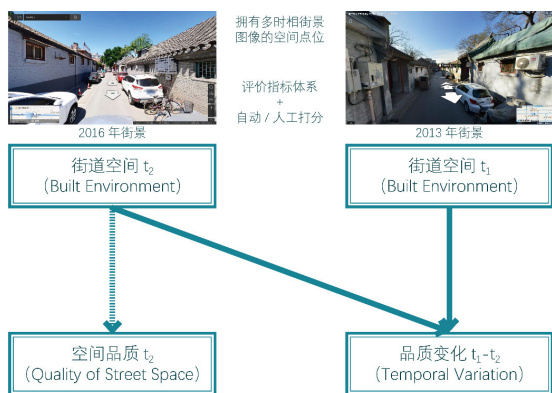 拥有多时相街景
图像的空间点位
评价指标体系
+
自动 / 人工打分
2016 年街景
2013 年街景
街道空间 t₂
（Built Environment）
街道空间 t₁
（Built Environment）
空间品质 t₂
（Quality of Street Space）
品质变化 t₁-t₂
（Temporal Variation）